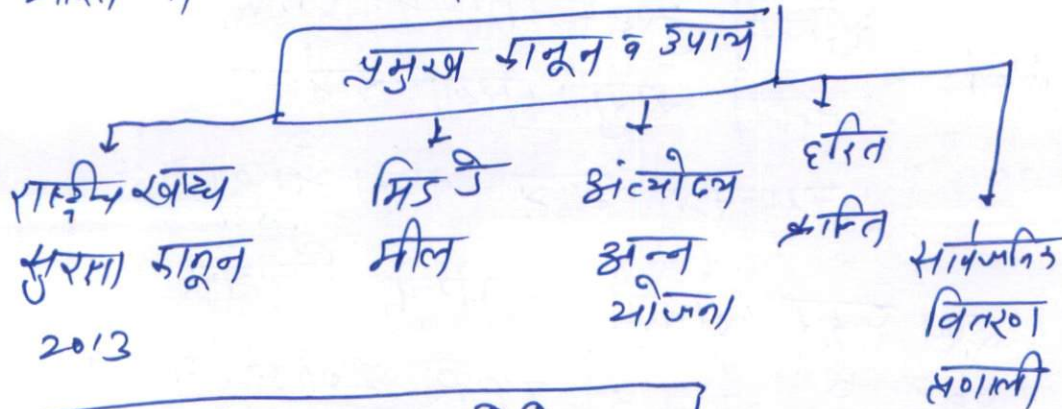 प्रमुख कानून व उपाय
राष्ट्रीय खाद्य
सुरक्षा कानून
2013
मिड डे
मील
अंत्योदय
अन्न
योजना
हरित
क्रान्ति
सार्वजनिक
वितरण
प्रणाली